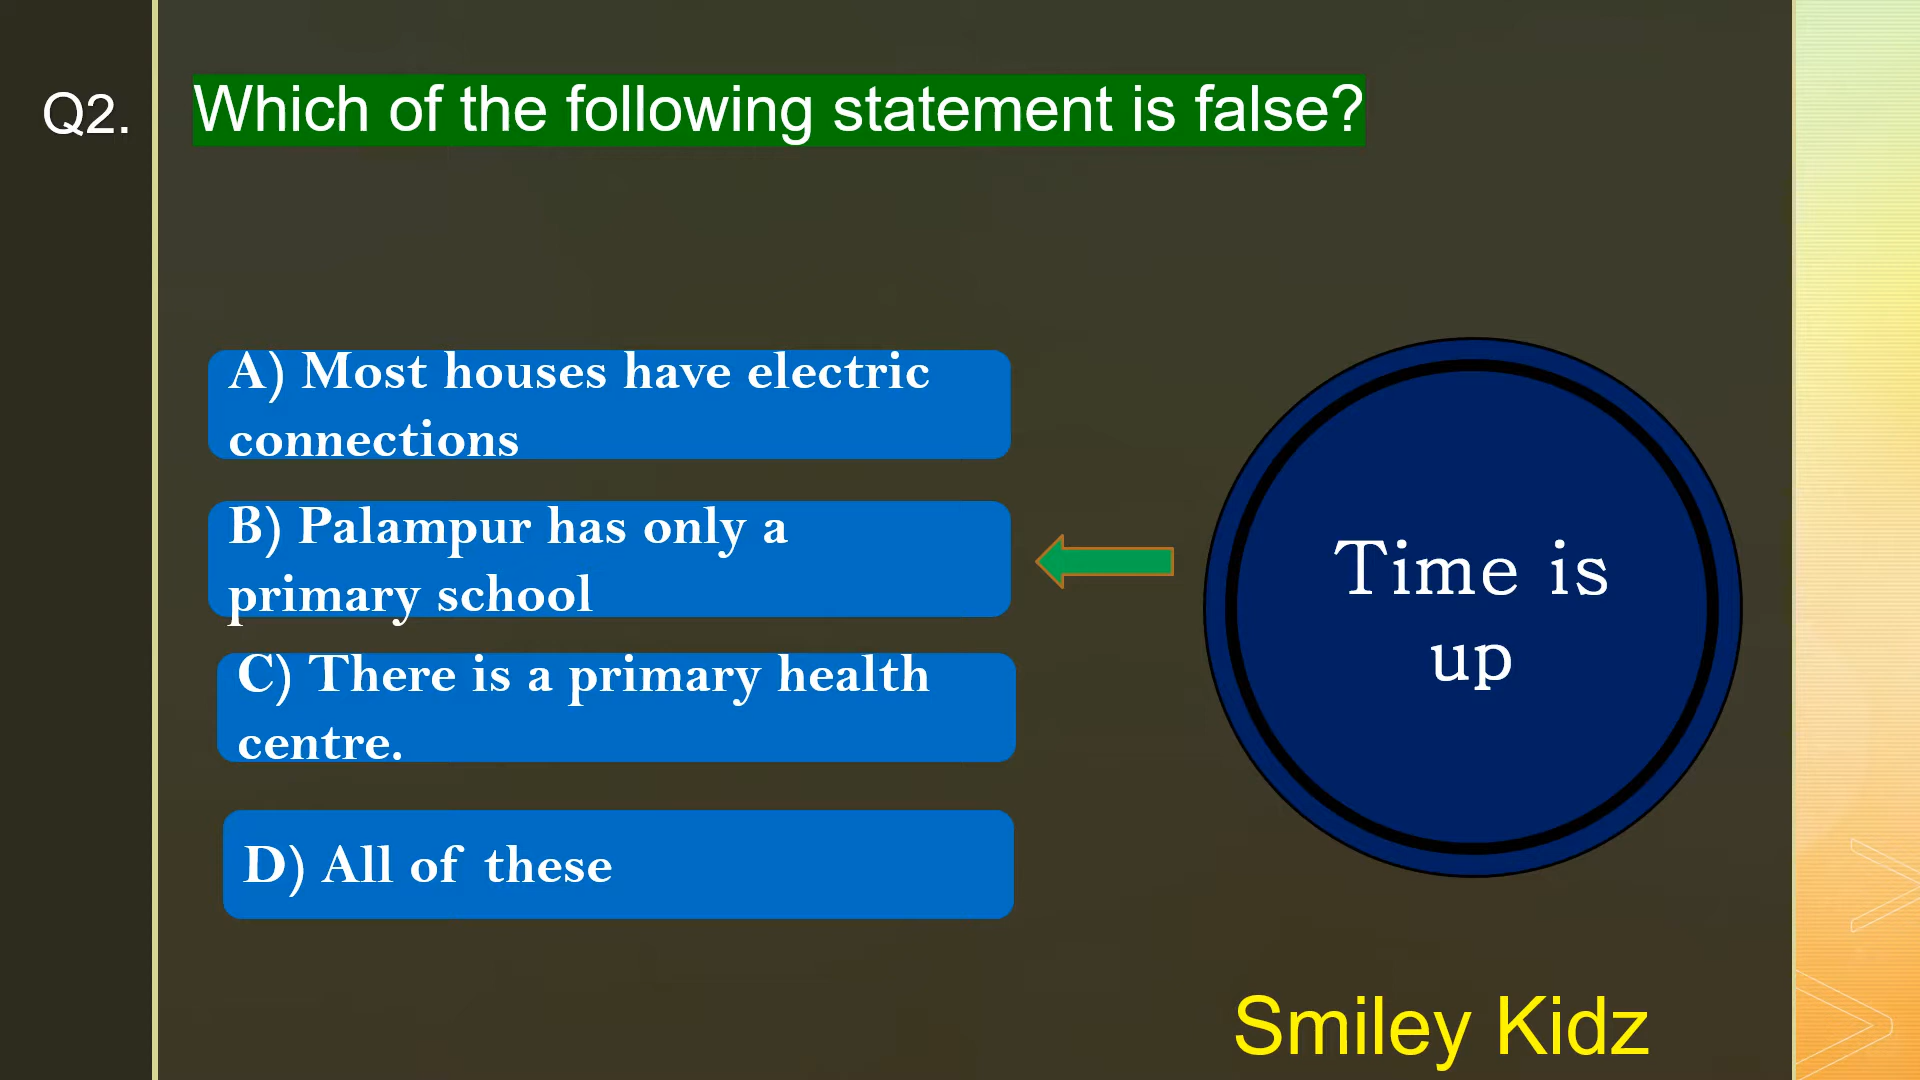 Q2. Which of the following statement is false?
A) Most houses have electric
connections
B) Palampur has only a
primary school
C) There is a primary health
centre.
D) All of these
Time is
up
Smiley Kidz